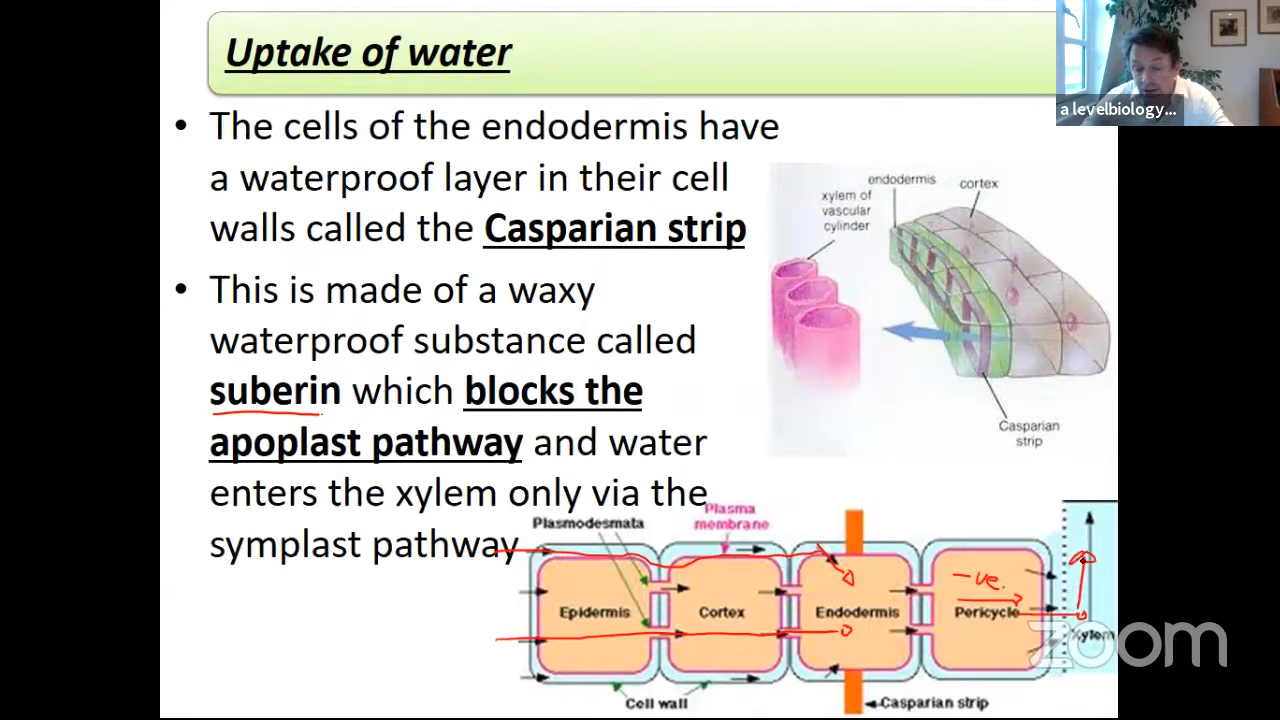 Uptake of water
a levelbiology...
• The cells of the endodermis have
a waterproof layer in their cell
walls called the Casparian strip
• This is made of a waxy
waterproof substance called
suberin which blocks the
apoplast pathway and water
enters the xylem only via the
symplast pathway
endodermis
cortex
xylem of
vascular
cylinder
Casparian
strip
Plasmodesmata
Plasma
membrane
-ve.
Epidermis
Cortex
Endodermis
Pericycle
Xylem
Cell wall
Casparian strip
zoom